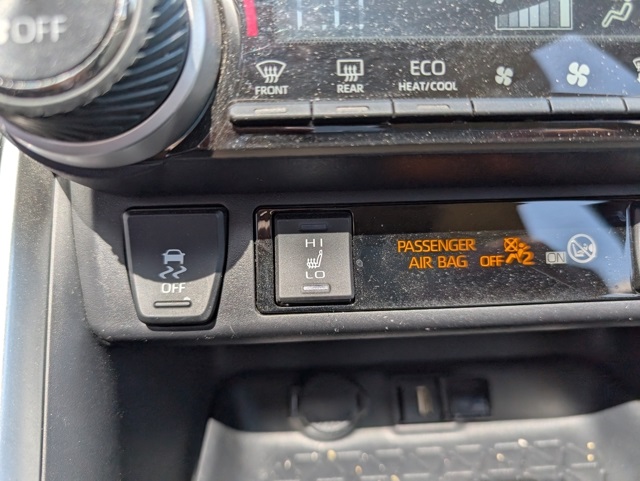 OFF
FRONT
REAR
ECO
HEAT/COOL
OFF
HI
LO
PASSENGER
AIR BAG OFF ON